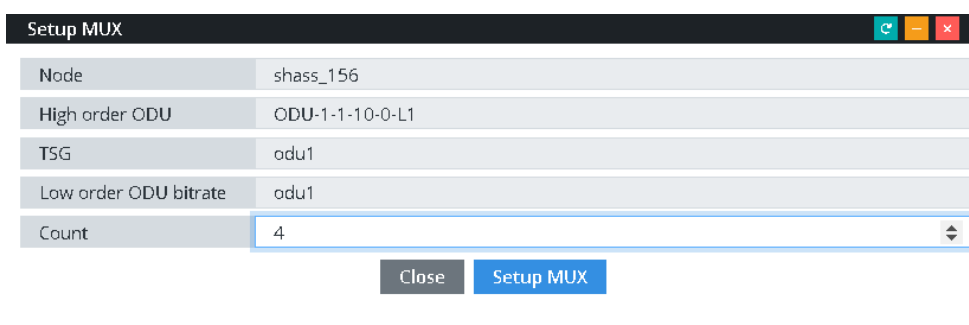 Setup MUX
Node shass_156
High order ODU ODU-1-1-10-0-L1
TSG odu1
Low order ODU bitrate odu1
Count 4
Close Setup MUX